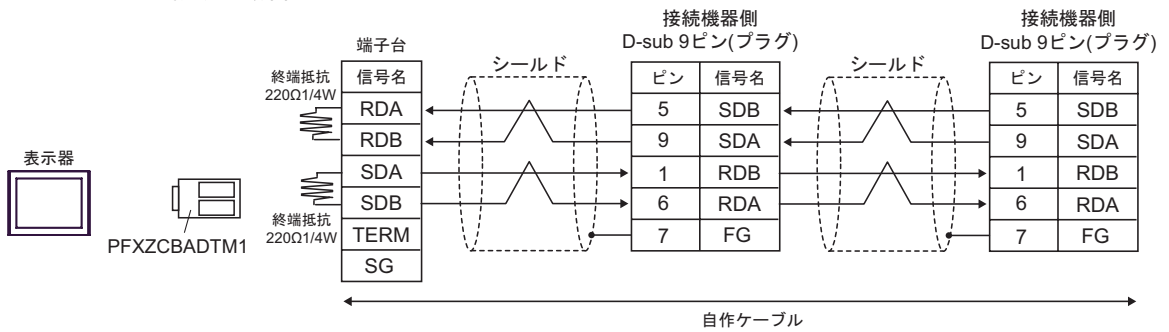 接続機器側
D-sub 9ピン(プラグ)
接続機器側
D-sub 9ピン(プラグ)
端子台
シールド
シールド
終端抵抗
220Ω1/4W
信号名
ピン 信号名
ピン 信号名
RDA
5 SDB
5 SDB
RDB
9 SDA
9 SDA
表示器
SDA
1 RDB
1 RDB
SDB
6 RDA
6 RDA
終端抵抗
220Ω1/4W
TERM
7 FG
7 FG
PFXZCBADTM1
SG
自作ケーブル